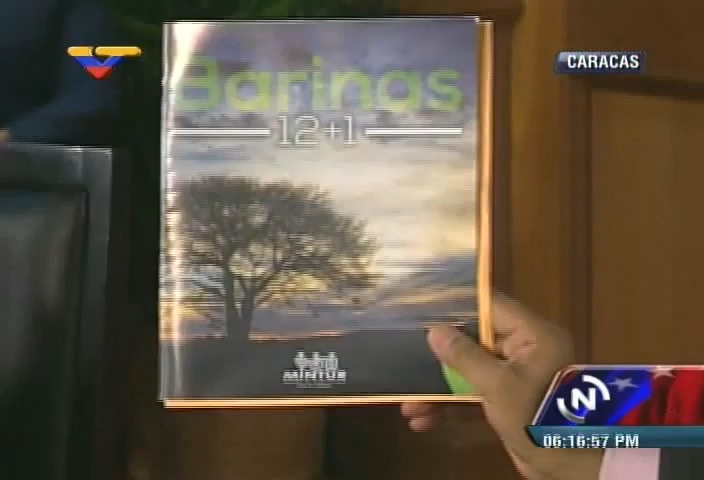 CARACAS
Barinas
12+1
MINTUR
N
06:16:57 PM